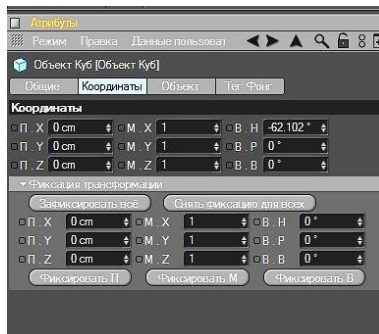 Атрибуты
Режим Правка Данные пользоват
Объект Куб [Объект Куб]
Общие Координаты Объект Тег Фонг
Координаты
П . X 0 cm М . X 1 В . H -62.102 °
П . Y 0 cm М . Y 1 В . P 0 °
П . Z 0 cm М . Z 1 В . B 0 °
Фиксация трансформации
Зафиксировать всё Снять фиксацию для всех
П . X 0 cm М . X 1 В . H 0 °
П . Y 0 cm М . Y 1 В . P 0 °
П . Z 0 cm М . Z 1 В . B 0 °
Фиксировать П Фиксировать М Фиксировать В